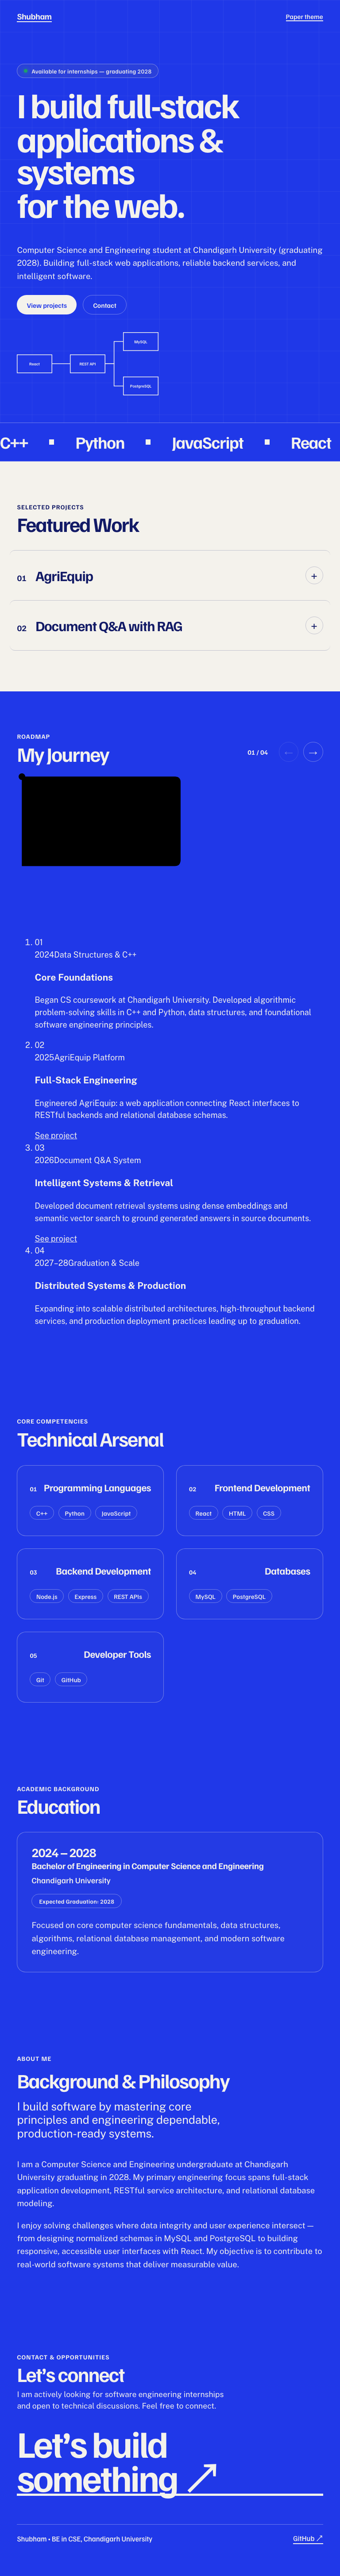 Shubham
Paper theme
Available for internships — graduating 2028
I build full-stack
applications &
systems
for the web.
Computer Science and Engineering student at Chandigarh University (graduating
2028). Building full-stack web applications, reliable backend services, and
intelligent software.
View projects
Contact
MySQL
React
REST API
PostgreSQL
C++ ■ Python ■ JavaScript ■ React
SELECTED PROJECTS
Featured Work
01 AgriEquip +
02 Document Q&A with RAG +
ROADMAP
My Journey
01 / 04 ← →
1. 01
2024Data Structures & C++
Core Foundations
Began CS coursework at Chandigarh University. Developed algorithmic
problem-solving skills in C++ and Python, data structures, and foundational
software engineering principles.
2. 02
2025AgriEquip Platform
Full-Stack Engineering
Engineered AgriEquip: a web application connecting React interfaces to
RESTful backends and relational database schemas.
See project
3. 03
2026Document Q&A System
Intelligent Systems & Retrieval
Developed document retrieval systems using dense embeddings and
semantic vector search to ground generated answers in source documents.
See project
4. 04
2027–28Graduation & Scale
Distributed Systems & Production
Expanding into scalable distributed architectures, high-throughput backend
services, and production deployment practices leading up to graduation.
CORE COMPETENCIES
Technical Arsenal
01 Programming Languages
C++ Python JavaScript
02 Frontend Development
React HTML CSS
03 Backend Development
Node.js Express REST APIs
04 Databases
MySQL PostgreSQL
05 Developer Tools
Git GitHub
ACADEMIC BACKGROUND
Education
2024 – 2028
Bachelor of Engineering in Computer Science and Engineering
Chandigarh University
Expected Graduation: 2028
Focused on core computer science fundamentals, data structures,
algorithms, relational database management, and modern software
engineering.
ABOUT ME
Background & Philosophy
I build software by mastering core
principles and engineering dependable,
production-ready systems.
I am a Computer Science and Engineering undergraduate at Chandigarh
University graduating in 2028. My primary engineering focus spans full-stack
application development, RESTful service architecture, and relational database
modeling.
I enjoy solving challenges where data integrity and user experience intersect —
from designing normalized schemas in MySQL and PostgreSQL to building
responsive, accessible user interfaces with React. My objective is to contribute to
real-world software systems that deliver measurable value.
CONTACT & OPPORTUNITIES
Let’s connect
I am actively looking for software engineering internships
and open to technical discussions. Feel free to connect.
Let’s build
something ↗
Shubham • BE in CSE, Chandigarh University
GitHub ↗